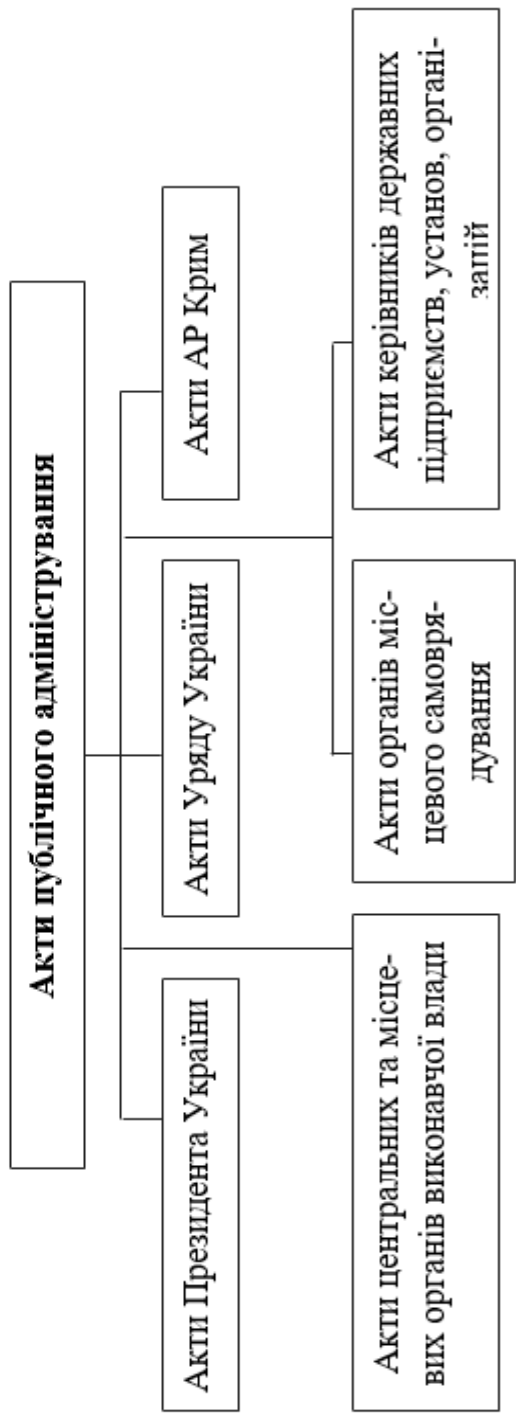 Акти публічного адміністрування
Акти Президента України
Акти Уряду України
Акти АР Крим
Акти центральних та місце-
вих органів виконавчої влади
Акти органів міс-
цевого самовря-
дування
Акти керівників державних
підприємств, установ, органі-
запій